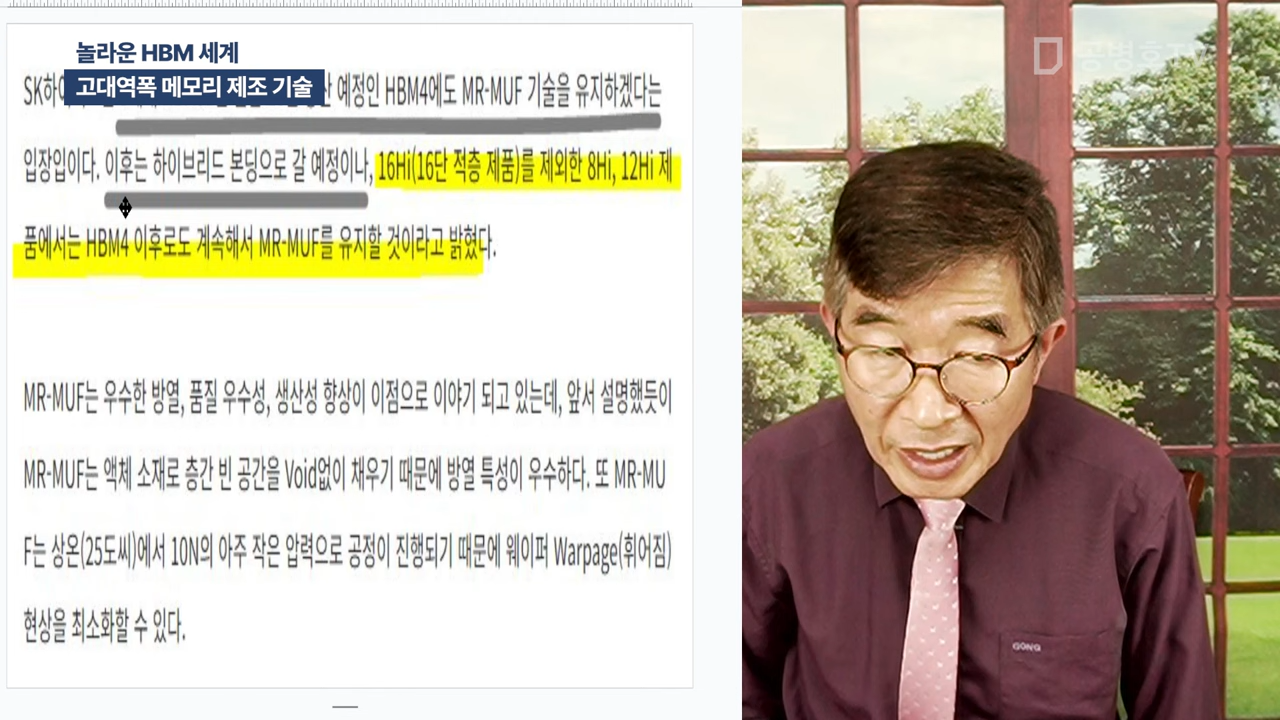 놀라운 HBM 세계
고대역폭 메모리 제조 기술
SK하 예정인 HBM4에도 MR-MUF 기술을 유지하겠다는
입장입이다. 이후는 하이브리드 본딩으로 갈 예정이나, 16Hi(16단 적층 제품)를 제외한 8Hi, 12Hi 제
품에서는 HBM4 이후로도 계속해서 MR-MUF를 유지할 것이라고 밝혔다.
MR-MUF는 우수한 방열, 품질 우수성, 생산성 향상이 이점으로 이야기 되고 있는데, 앞서 설명했듯이
MR-MUF는 액체 소재로 층간 빈 공간을 Void없이 채우기 때문에 방열 특성이 우수하다. 또 MR-MU
F는 상온(25도씨)에서 10N의 아주 작은 압력으로 공정이 진행되기 때문에 웨이퍼 Warpage(휘어짐)
현상을 최소화할 수 있다.
공병호TV
GONG